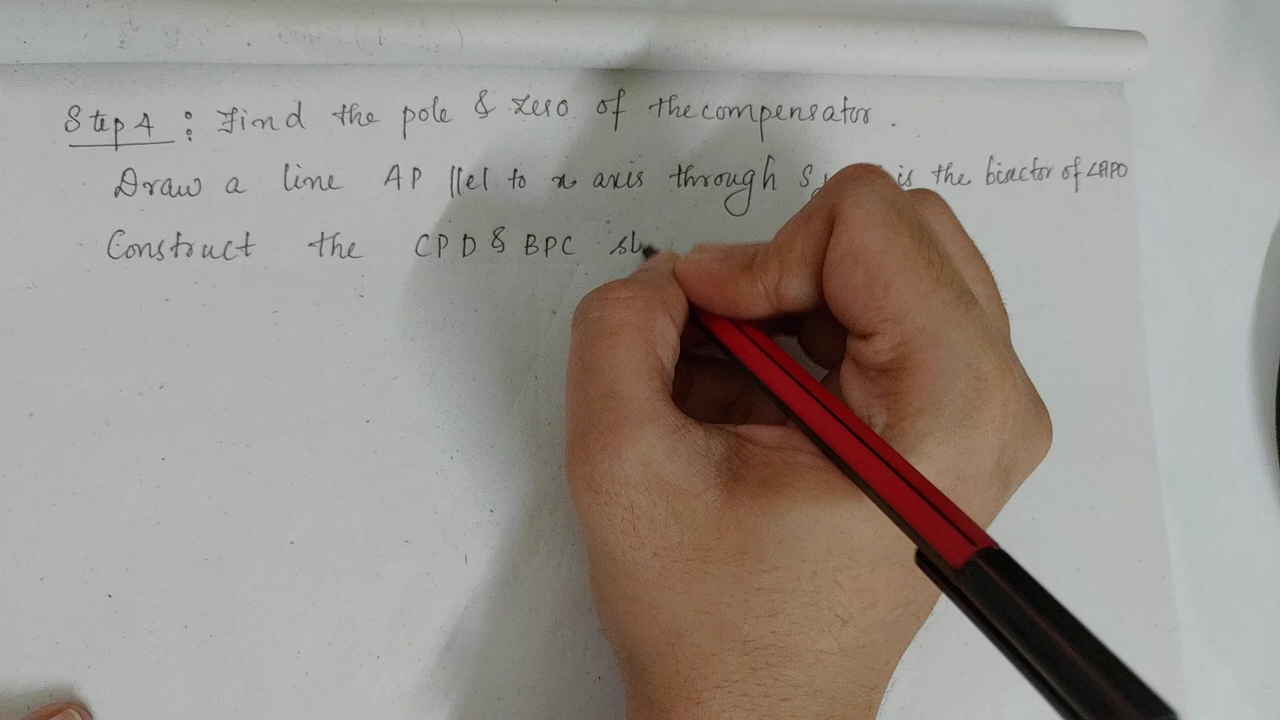 Step 4 : Find the pole & zero of the compensator.
Draw a line AP llel to x axis through is the bisector of ∠APO
Construct the CPD & BPC